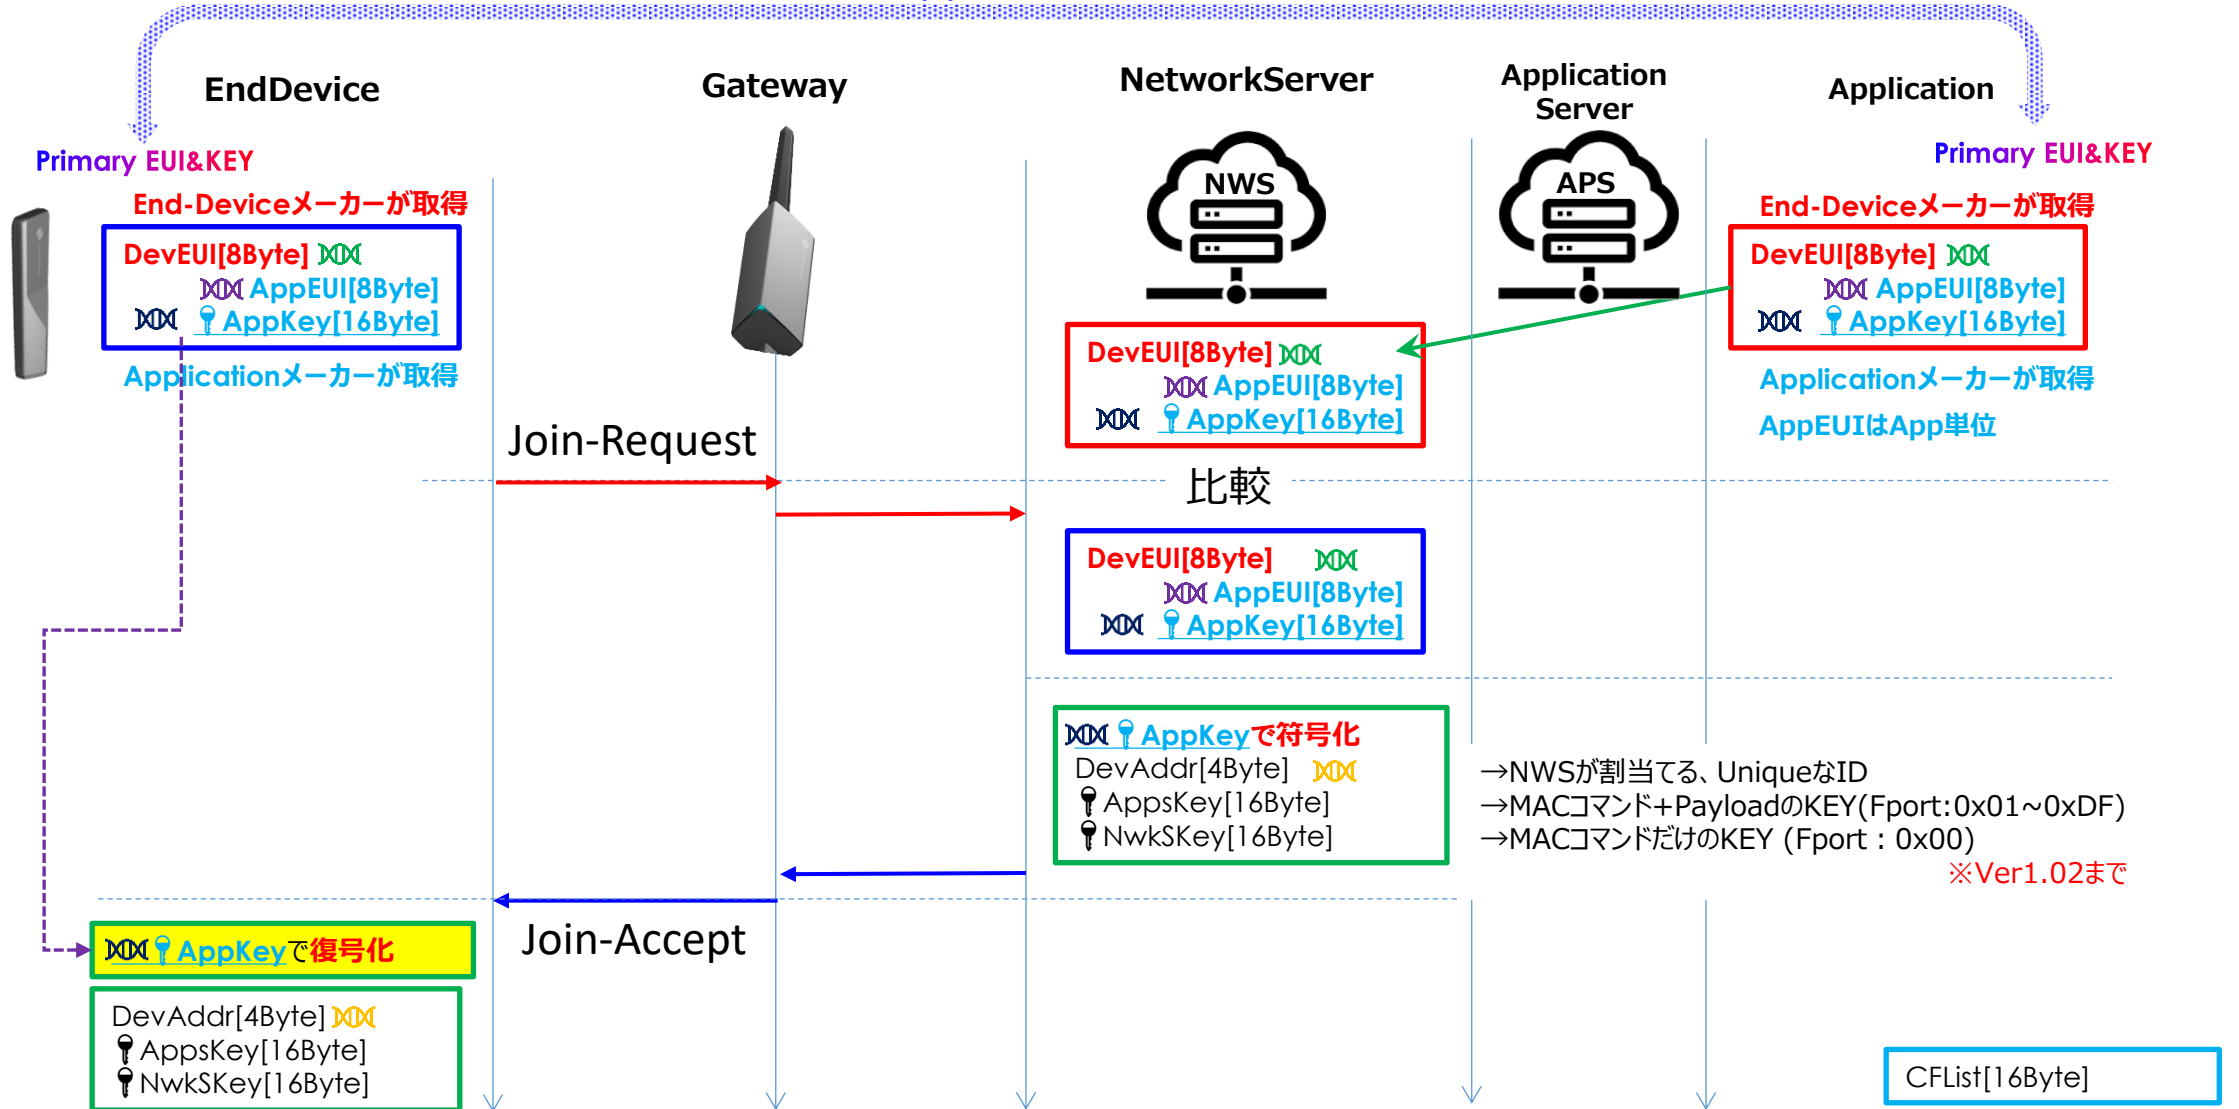 EndDevice
Gateway
NetworkServer
Application
Server
Application
Primary EUI&KEY
End-Deviceメーカーが取得
DevEUI[8Byte]
AppEUI[8Byte]
AppKey[16Byte]
Applicationメーカーが取得
NWS
APS
Primary EUI&KEY
End-Deviceメーカーが取得
DevEUI[8Byte]
AppEUI[8Byte]
AppKey[16Byte]
Applicationメーカーが取得
AppEUIはApp単位
DevEUI[8Byte]
AppEUI[8Byte]
AppKey[16Byte]
Join-Request
比較
DevEUI[8Byte]
AppEUI[8Byte]
AppKey[16Byte]
AppKeyで符号化
DevAddr[4Byte]
AppsKey[16Byte]
NwkSKey[16Byte]
→NWSが割当てる、UniqueなID
→MACコマンド+PayloadのKEY(Fport:0x01~0xDF)
→MACコマンドだけのKEY (Fport : 0x00)
※Ver1.02まで
Join-Accept
AppKeyで復号化
DevAddr[4Byte]
AppsKey[16Byte]
NwkSKey[16Byte]
CFList[16Byte]